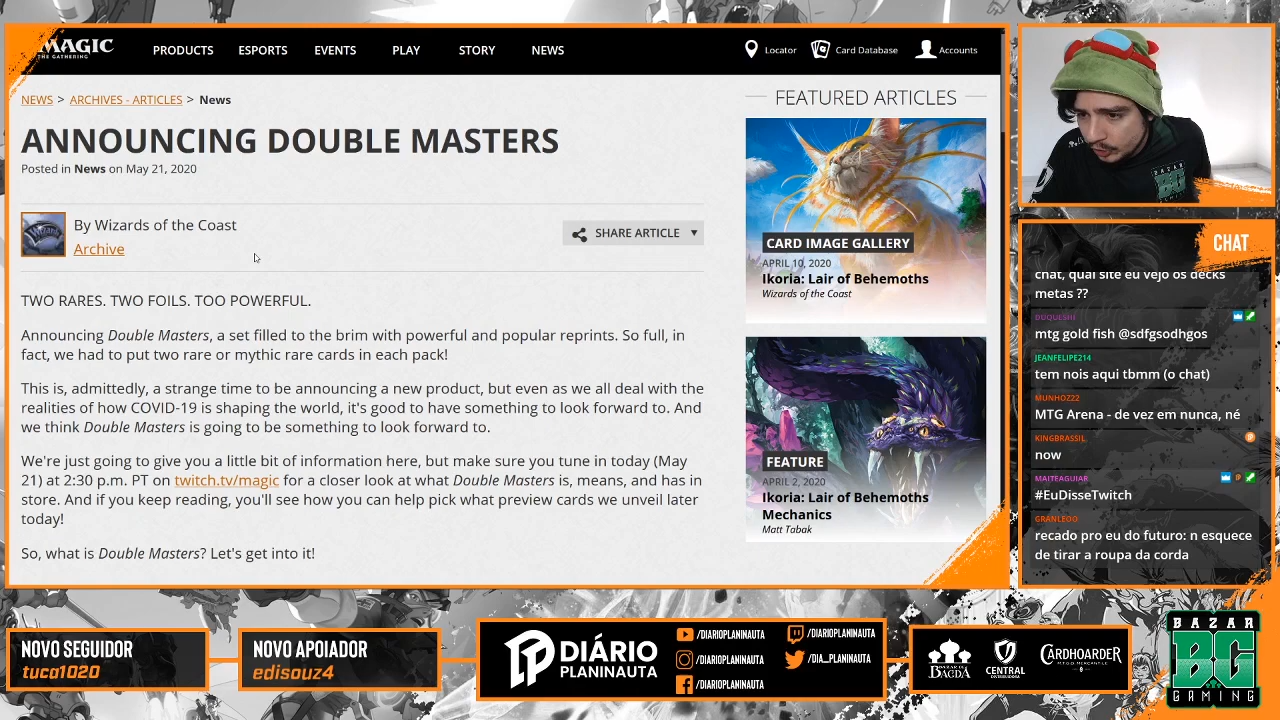 MAGIC
THE GATHERING
PRODUCTS ESPORTS EVENTS PLAY STORY NEWS
Locator Card Database Accounts
NEWS > ARCHIVES - ARTICLES > News
ANNOUNCING DOUBLE MASTERS
Posted in News on May 21, 2020
By Wizards of the Coast
Archive
SHARE ARTICLE
TWO RARES. TWO FOILS. TOO POWERFUL.
Announcing Double Masters, a set filled to the brim with powerful and popular reprints. So full, in
fact, we had to put two rare or mythic rare cards in each pack!
This is, admittedly, a strange time to be announcing a new product, but even as we all deal with the
realities of how COVID-19 is shaping the world, it's good to have something to look forward to. And
we think Double Masters is going to be something to look forward to.
We're just going to give you a little bit of information here, but make sure you tune in today (May
21) at 2:30 p.m. PT on twitch.tv/magic for a closer look at what Double Masters is, means, and has in
store. And if you keep reading, you'll see how you can help pick what preview cards we unveil later
today!
So, what is Double Masters? Let's get into it!
FEATURED ARTICLES
CARD IMAGE GALLERY
APRIL 10, 2020
Ikoria: Lair of Behemoths
Wizards of the Coast
FEATURE
APRIL 2, 2020
Ikoria: Lair of Behemoths
Mechanics
Matt Tabak
CHAT
chat, qual site eu vejo os decks
metas ??
DUQUESHI
mtg gold fish @sdfgsodhgos
JEANFELIPE214
tem nois aqui tbmm (o chat)
MUNHOZ22
MTG Arena - de vez em nunca, né
KINGBRASSIL
now
MAITEAGUIAR
#EuDisseTwitch
GRANLEOO
recado pro eu do futuro: n esquece
de tirar a roupa da corda
NOVO SEGUIDOR
tuca1020
NOVO APOIADOR
edisouz4
DIÁRIO
PLANINAUTA
/DIARIOPLANINAUTA
/DIARIOPLANINAUTA
/DIARIOPLANINAUTA
/DIARIOPLANINAUTA
/DIA_PLANINAUTA
BAZAR DE
BAGDÁ
CENTRAL
DISTRIBUIDORA
CARDHOARDER
BAZAR
BG
GAMING